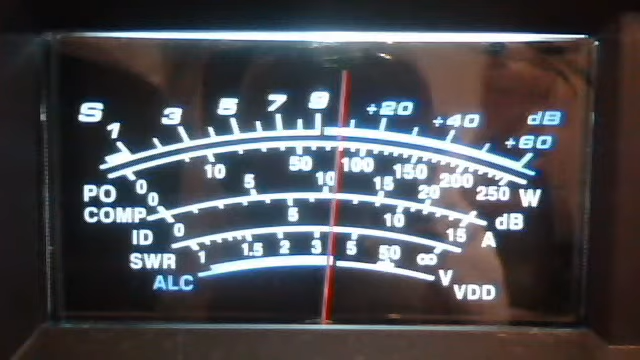 S 1 3 5 7 9 +20 +40 +60 dB
PO 0 10 50 100 150 200 250 W
COMP 0 5 10 15 20 dB
ID 0 5 10 15 A
SWR 1 1.5 2 3 5 50 ∞
ALC V VDD